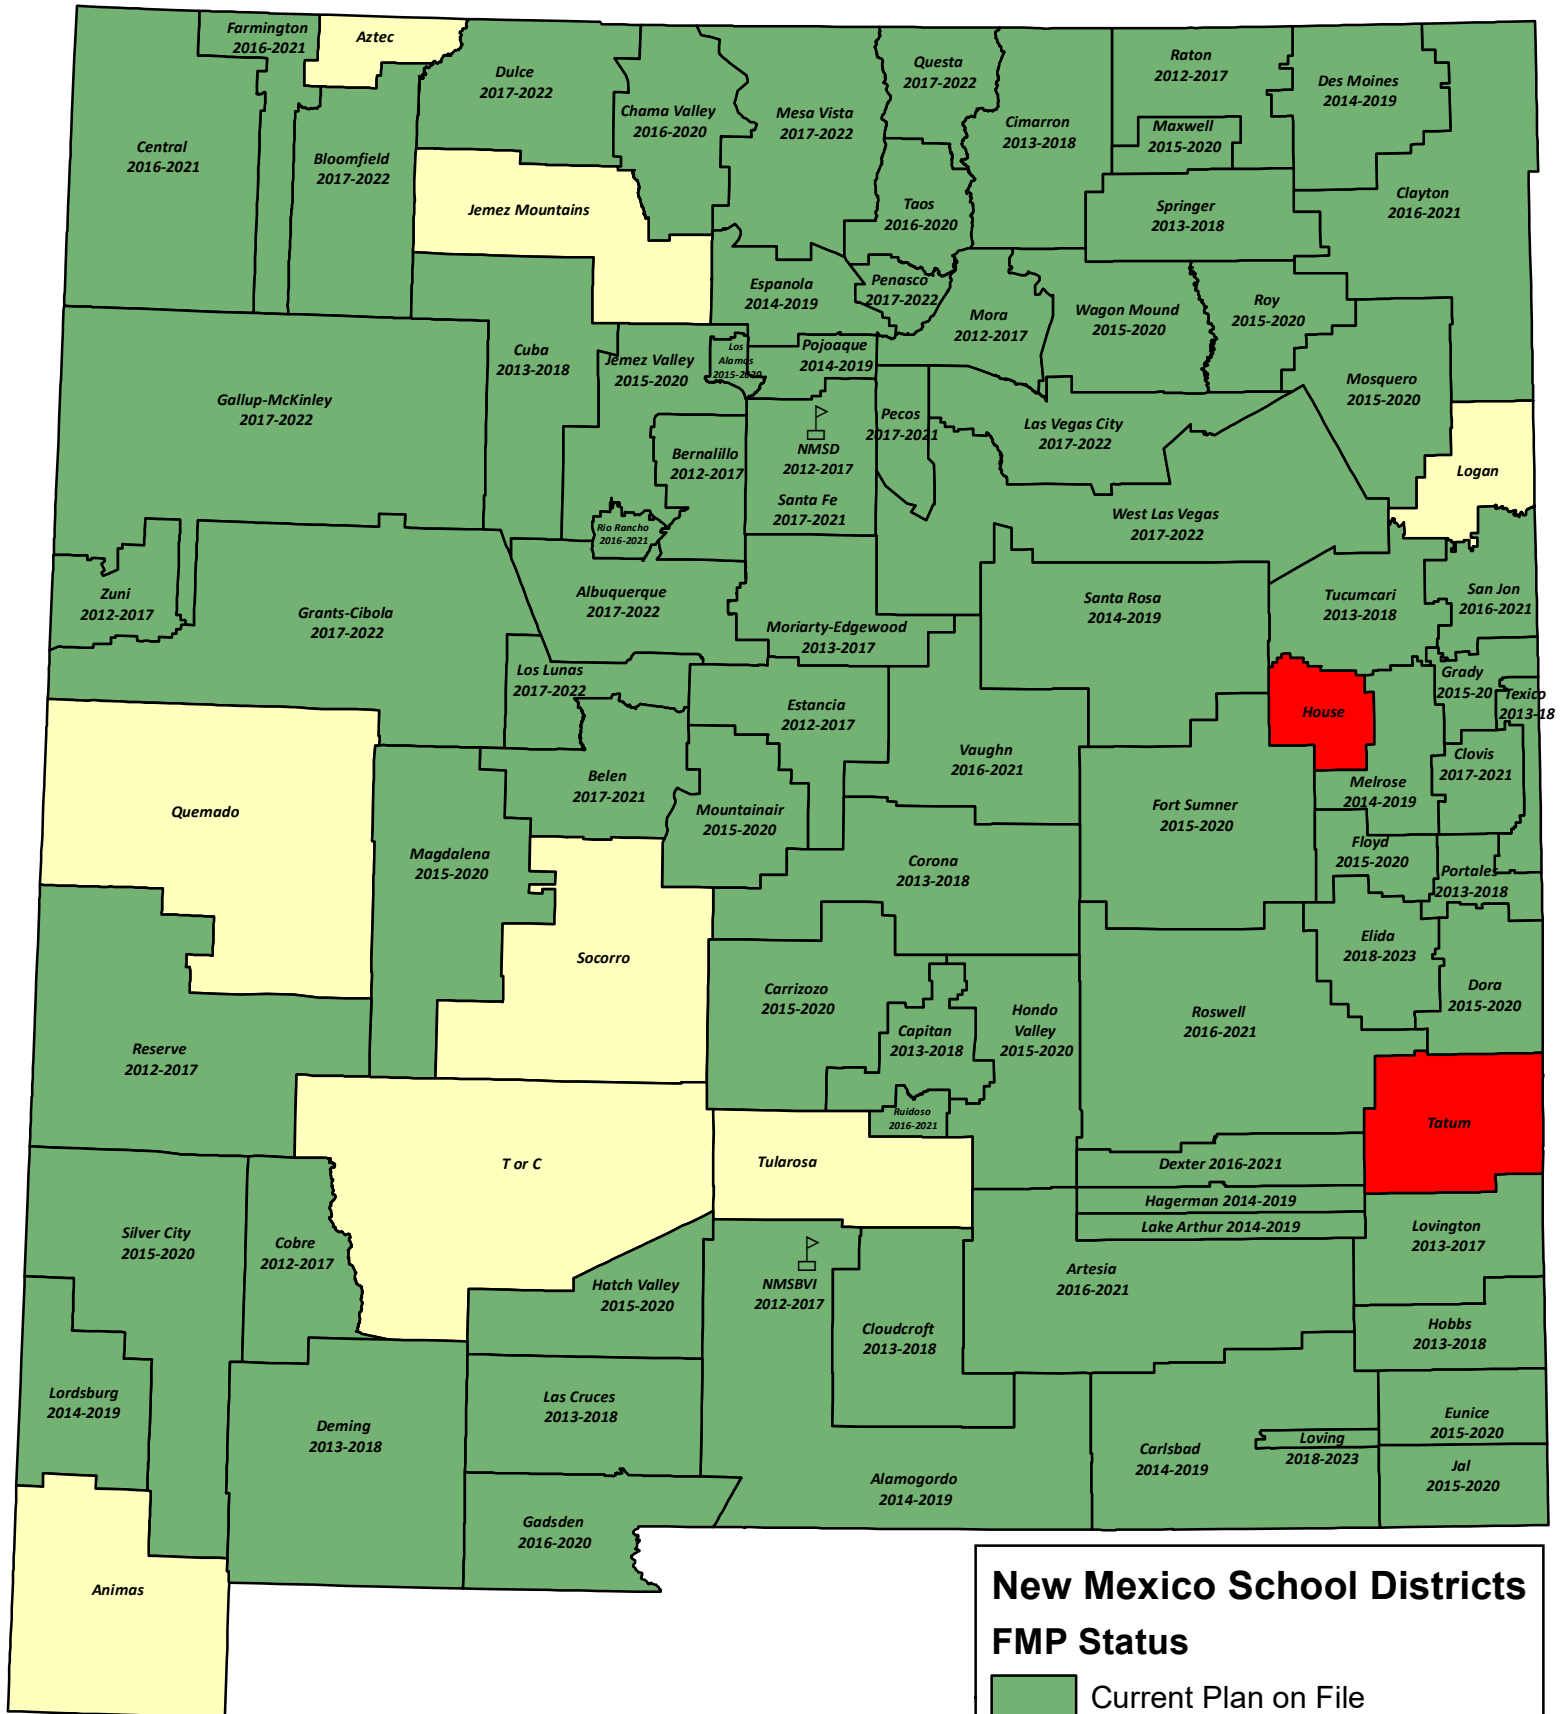 Farmington
2016-2021
Aztec
Dulce
2017-2022
Chama Valley
2016-2020
Mesa Vista
2017-2022
Questa
2017-2022
Cimarron
2013-2018
Raton
2012-2017
Maxwell
2015-2020
Des Moines
2014-2019
Central
2016-2021
Bloomfield
2017-2022
Jemez Mountains
Taos
2016-2020
Springer
2013-2018
Clayton
2016-2021
Espanola
2014-2019
Penasco
2017-2022
Mora
2012-2017
Wagon Mound
2015-2020
Roy
2015-2020
Cuba
2013-2018
Jemez Valley
2015-2020
Los
Alamos
2015-2020
Pojoaque
2014-2019
Mosquero
2015-2020
Gallup-McKinley
2017-2022
Pecos
2017-2021
Las Vegas City
2017-2022
Bernalillo
2012-2017
NMSD
2012-2017
Logan
Santa Fe
2017-2021
West Las Vegas
2017-2022
Rio Rancho
2016-2021
Zuni
2012-2017
Grants-Cibola
2017-2022
Albuquerque
2017-2022
Santa Rosa
2014-2019
Tucumcari
2013-2018
San Jon
2016-2021
Moriarty-Edgewood
2013-2017
Los Lunas
2017-2022
Grady
2015-20
Texico
2013-18
Estancia
2012-2017
House
Vaughn
2016-2021
Clovis
2017-2021
Quemado
Belen
2017-2021
Mountainair
2015-2020
Fort Sumner
2015-2020
Melrose
2014-2019
Magdalena
2015-2020
Corona
2013-2018
Floyd
2015-2020
Portales
2013-2018
Socorro
Elida
2018-2023
Carrizozo
2015-2020
Hondo
Valley
2015-2020
Capitan
2013-2018
Roswell
2016-2021
Dora
2015-2020
Reserve
2012-2017
Ruidoso
2016-2021
Tatum
T or C
Tularosa
Dexter 2016-2021
Hagerman 2014-2019
Lake Arthur 2014-2019
Silver City
2015-2020
Cobre
2012-2017
Lovington
2013-2017
Hatch Valley
2015-2020
NMSBVI
2012-2017
Artesia
2016-2021
Cloudcroft
2013-2018
Hobbs
2013-2018
Lordsburg
2014-2019
Deming
2013-2018
Las Cruces
2013-2018
Eunice
2015-2020
Carlsbad
2014-2019
Loving
2018-2023
Jal
2015-2020
Alamogordo
2014-2019
Gadsden
2016-2020
Animas
New Mexico School Districts
FMP Status
Current Plan on File